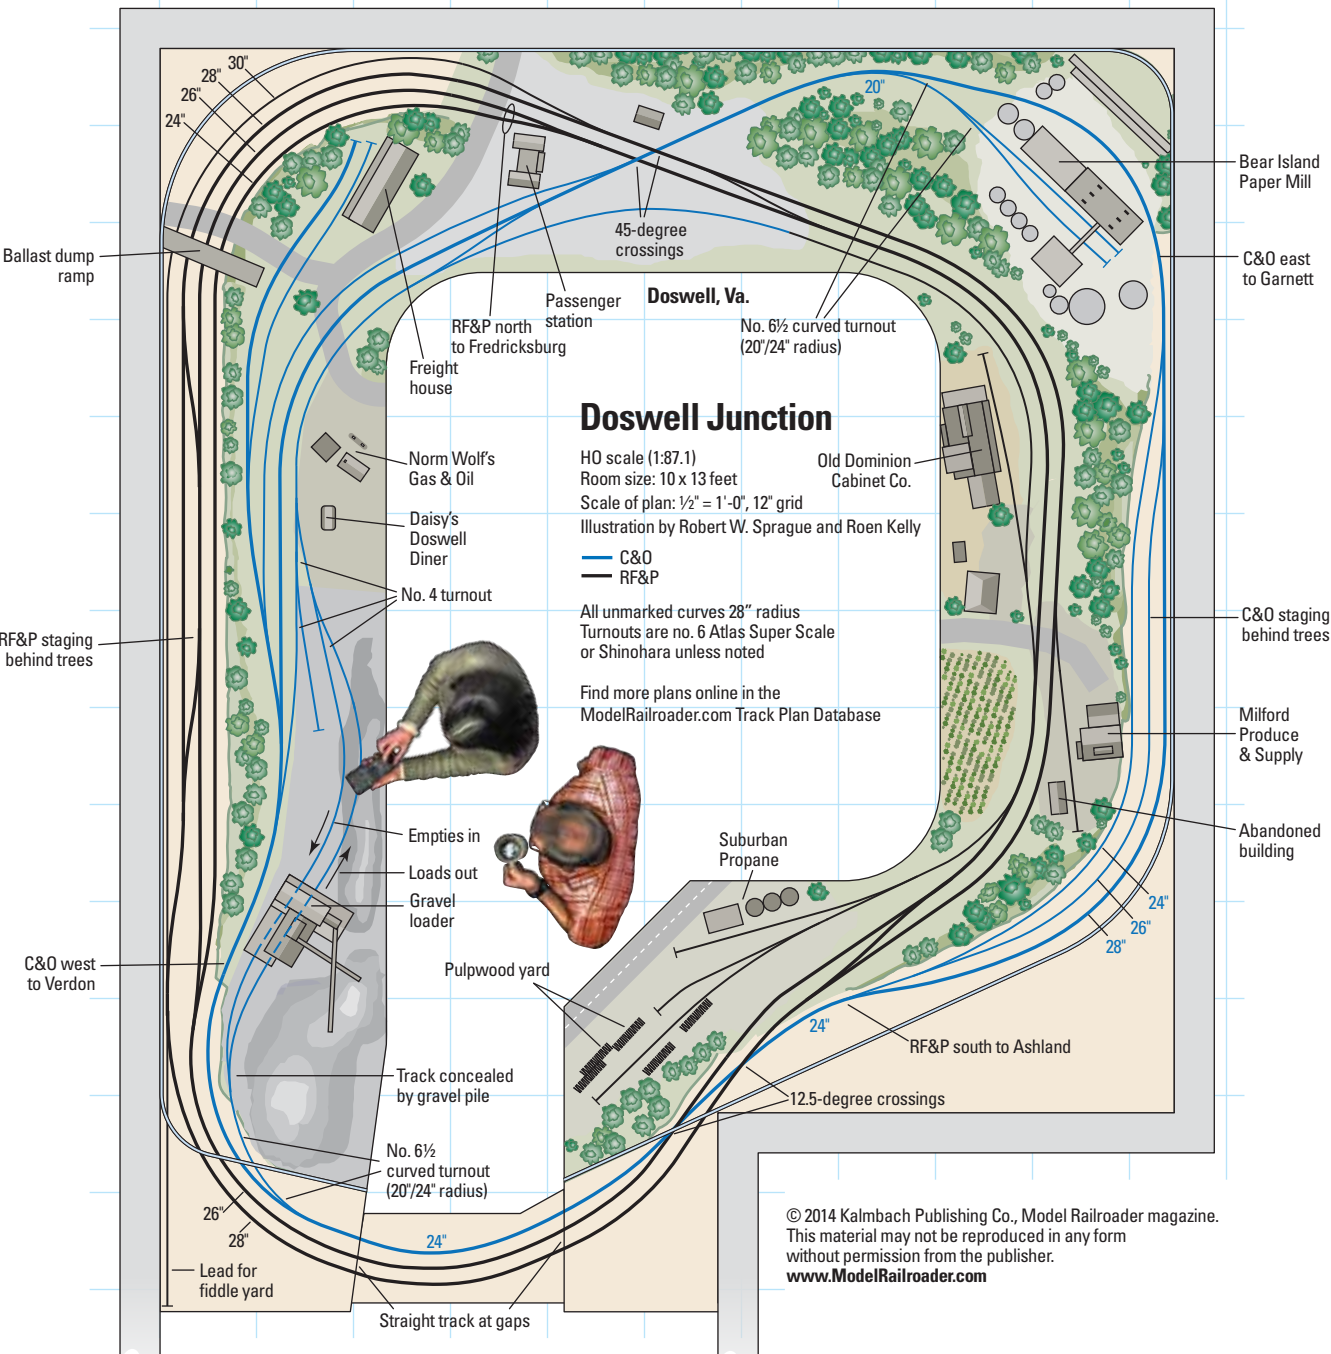 30"
28"
26"
24"
20"
Bear Island
Paper Mill
45-degree
crossings
Ballast dump
ramp
C&O east
to Garnett
Doswell, Va.
Passenger
station
RF&P north
to Fredricksburg
No. 6½ curved turnout
(20"/24" radius)
Freight
house
Doswell Junction
HO scale (1:87.1)
Room size: 10 x 13 feet
Scale of plan: ½" = 1'-0", 12" grid
Illustration by Robert W. Sprague and Roen Kelly
C&O
RF&P
All unmarked curves 28" radius
Turnouts are no. 6 Atlas Super Scale
or Shinohara unless noted
Find more plans online in the
ModelRailroader.com Track Plan Database
Norm Wolf's
Gas & Oil
Old Dominion
Cabinet Co.
Daisy's
Doswell
Diner
No. 4 turnout
RF&P staging
behind trees
C&O staging
behind trees
Milford
Produce
& Supply
Empties in
Loads out
Gravel
loader
Suburban
Propane
Abandoned
building
24"
26"
28"
C&O west
to Verdon
Pulpwood yard
24"
RF&P south to Ashland
Track concealed
by gravel pile
12.5-degree crossings
No. 6½
curved turnout
(20"/24" radius)
26"
28"
24"
Lead for
fiddle yard
Straight track at gaps
© 2014 Kalmbach Publishing Co., Model Railroader magazine.
This material may not be reproduced in any form
without permission from the publisher.
www.ModelRailroader.com